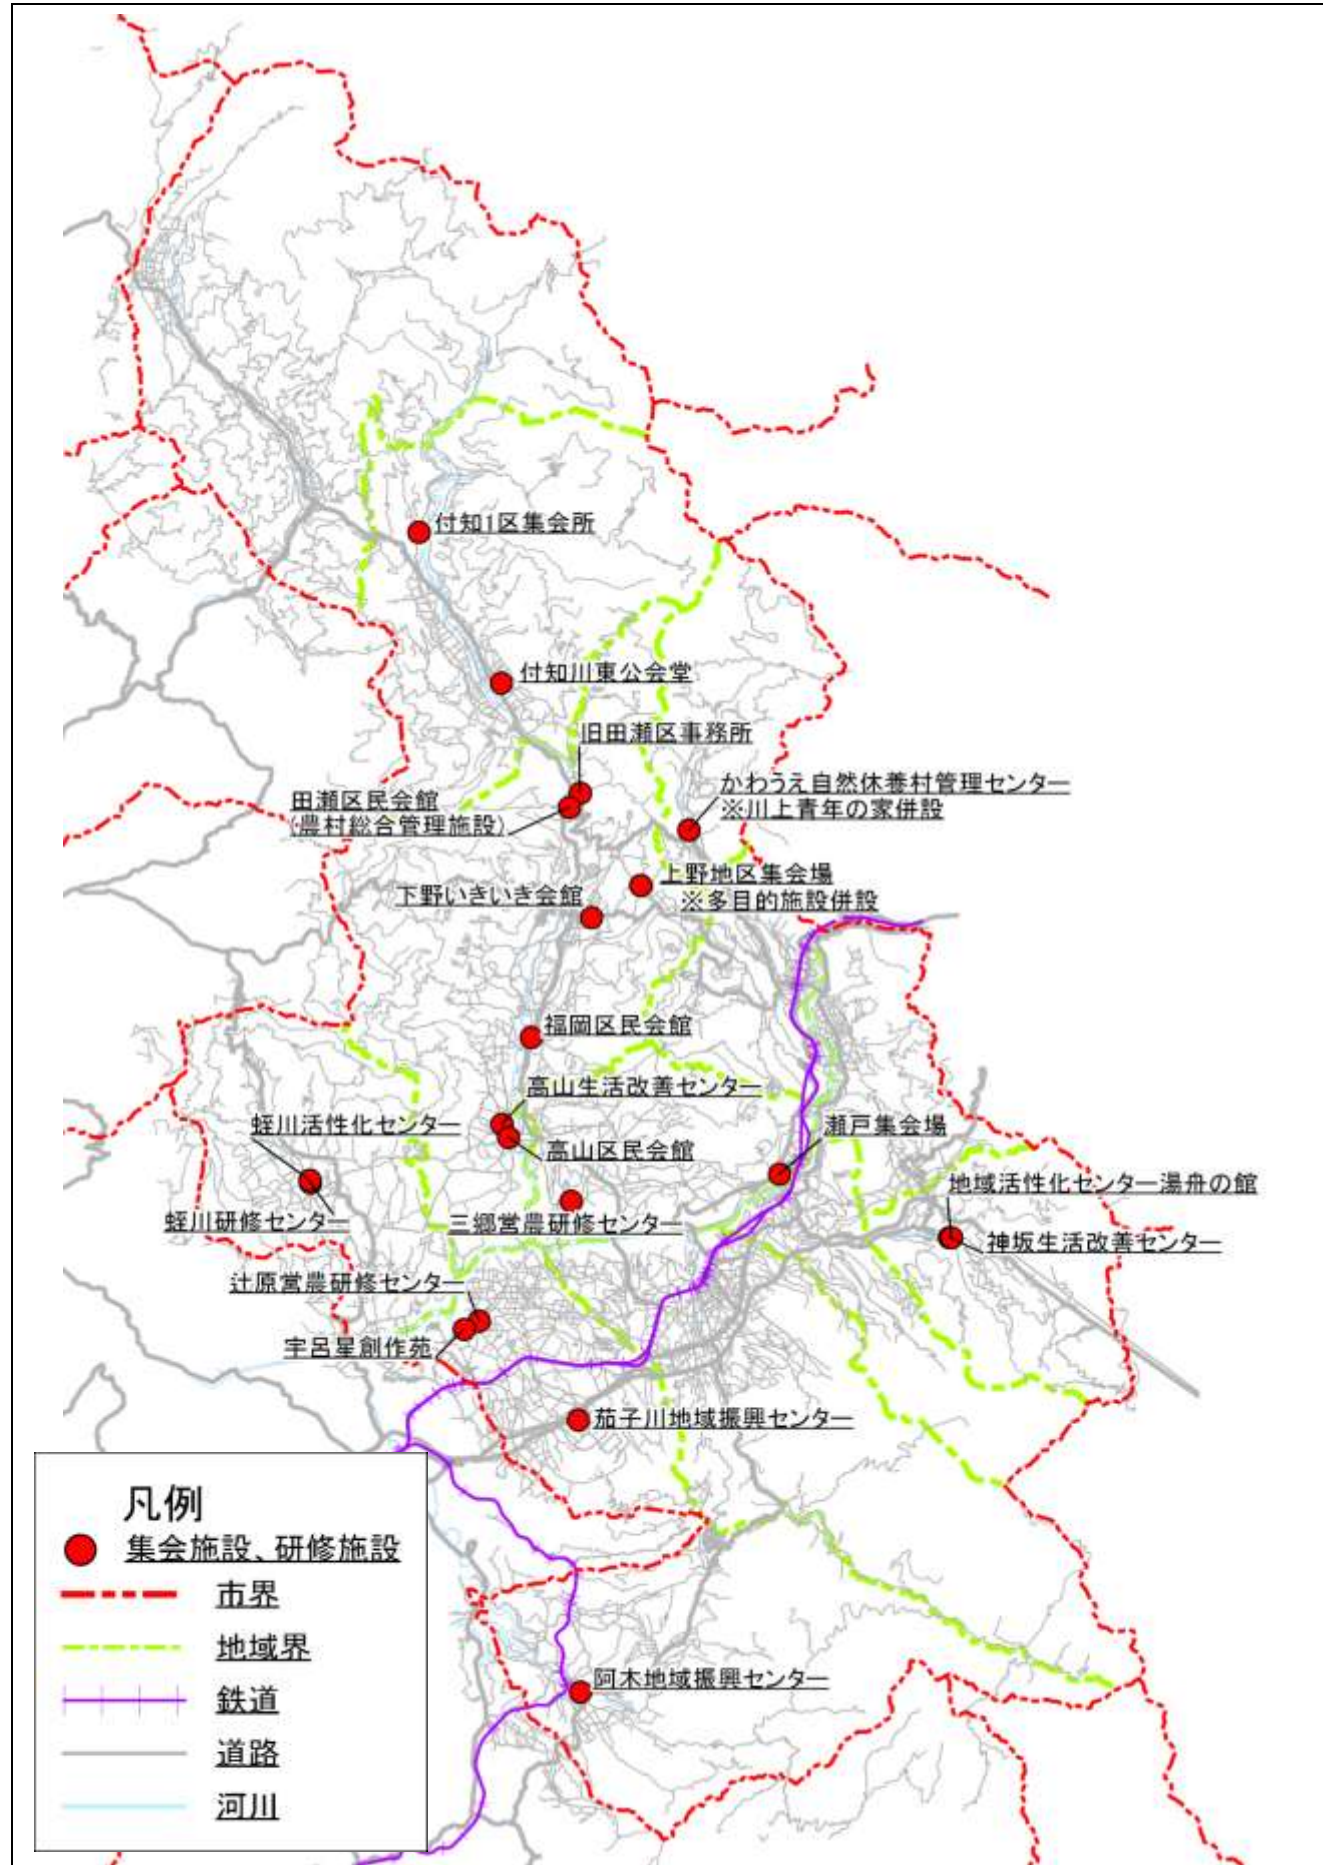 付知1区集会所
付知川東公会堂
旧田瀬区事務所
かわうえ自然休養村管理センター
※川上青年の家併設
田瀬区民会館
(農村総合管理施設)
上野地区集会場
※多目的施設併設
下野いきいき会館
福岡区民会館
高山生活改善センター
蛭川活性化センター
瀬戸集会場
高山区民会館
地域活性化センター湯舟の館
蛭川研修センター
三郷営農研修センター
神坂生活改善センター
辻原営農研修センター
宇呂星創作苑
茄子川地域振興センター
阿木地域振興センター
凡例
集会施設、研修施設
市界
地域界
鉄道
道路
河川